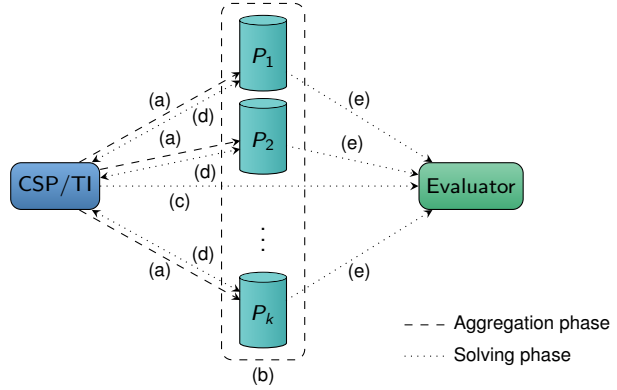 P1
(a)
(e)
(d)
(a)
P2
(e)
CSP/TI
(d)
Evaluator
(c)
⋮
(d)
(a)
(e)
Pk
Aggregation phase
Solving phase
(b)